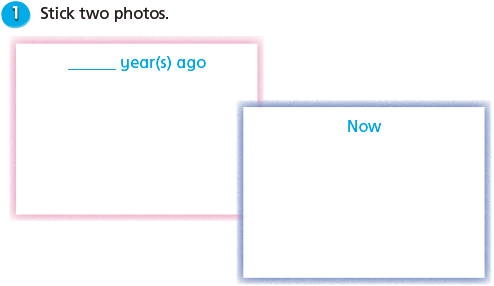 1 Stick two photos.
______ year(s) ago
Now